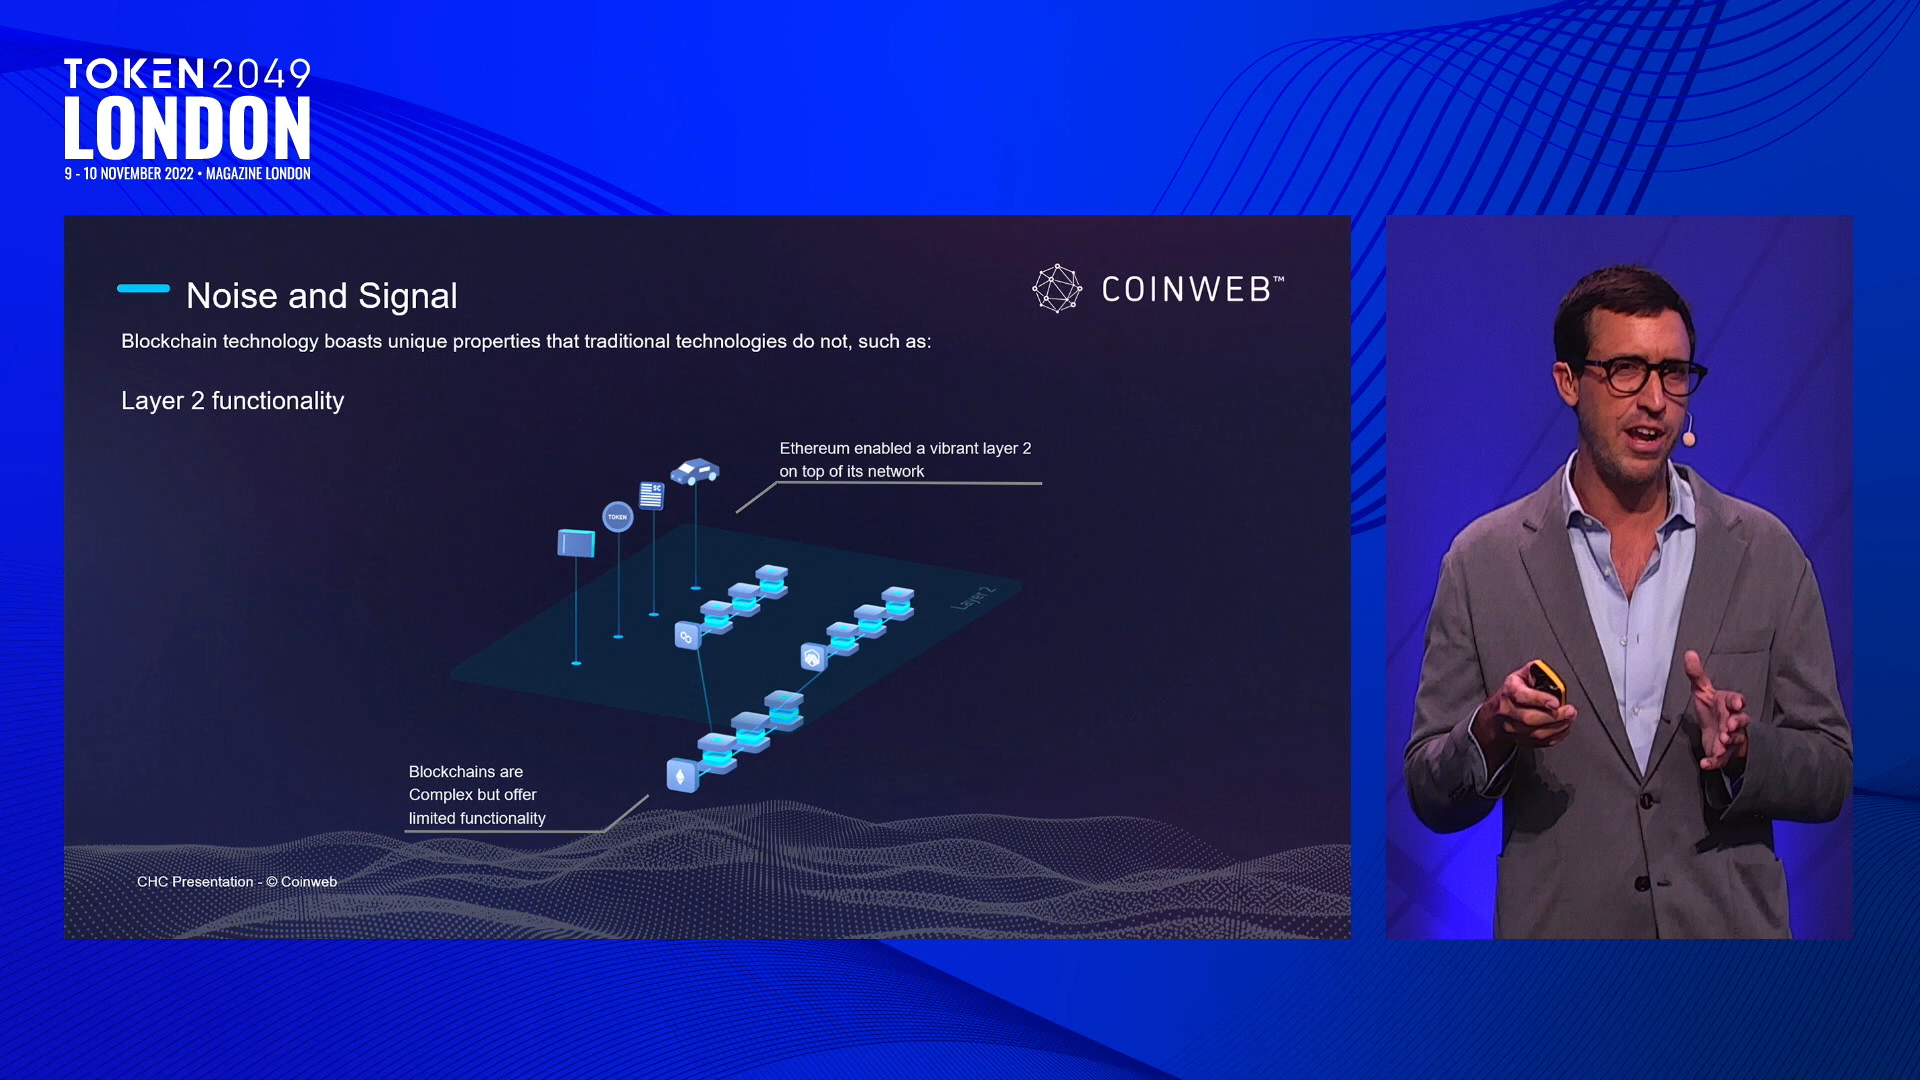 TOKEN2049
LONDON
9 - 10 NOVEMBER 2022 • MAGAZINE LONDON
Noise and Signal
COINWEB™
Blockchain technology boasts unique properties that traditional technologies do not, such as:
Layer 2 functionality
Ethereum enabled a vibrant layer 2
on top of its network
SC
TOKEN
Layer 2
Blockchains are
Complex but offer
limited functionality
CHC Presentation - © Coinweb